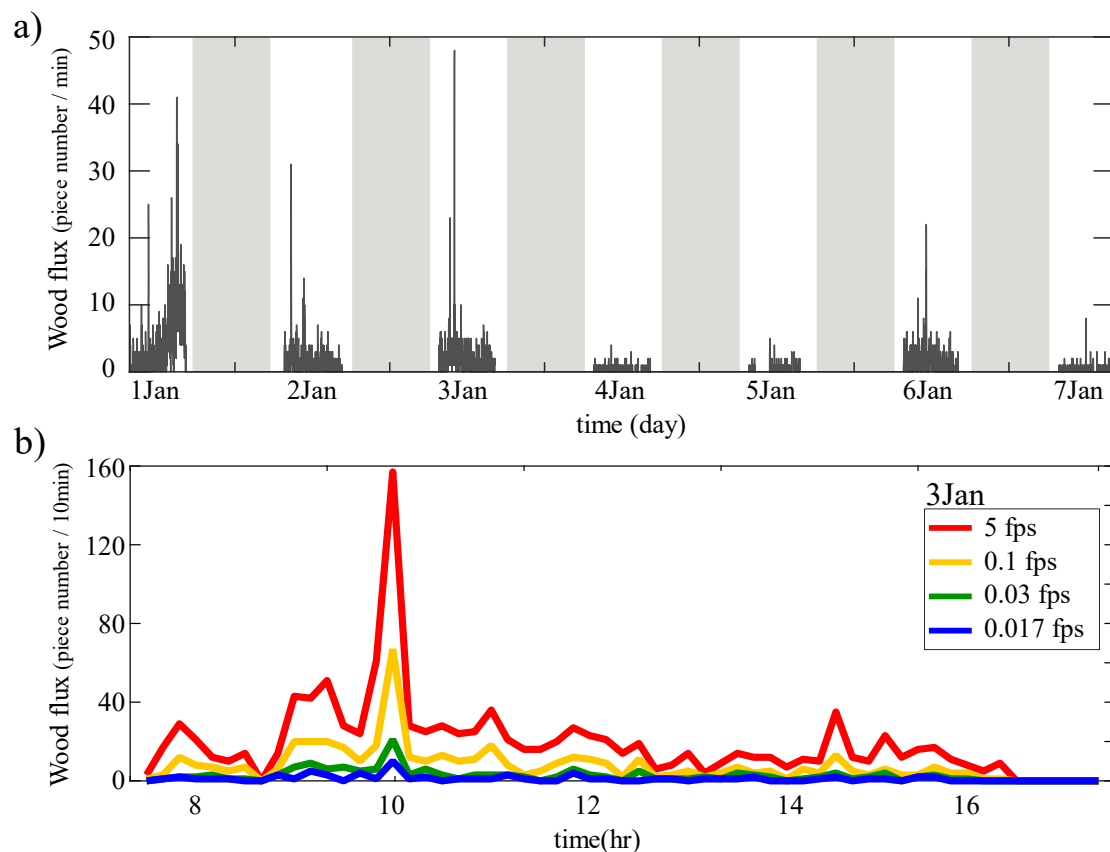 a)
Wood flux (piece number / min)
50
40
30
20
10
0
1Jan 2Jan 3Jan 4Jan 5Jan 6Jan 7Jan
time (day)
b)
Wood flux (piece number / 10min)
160
120
80
40
0
3Jan
5 fps
0.1 fps
0.03 fps
0.017 fps
8 10 12 14 16
time(hr)